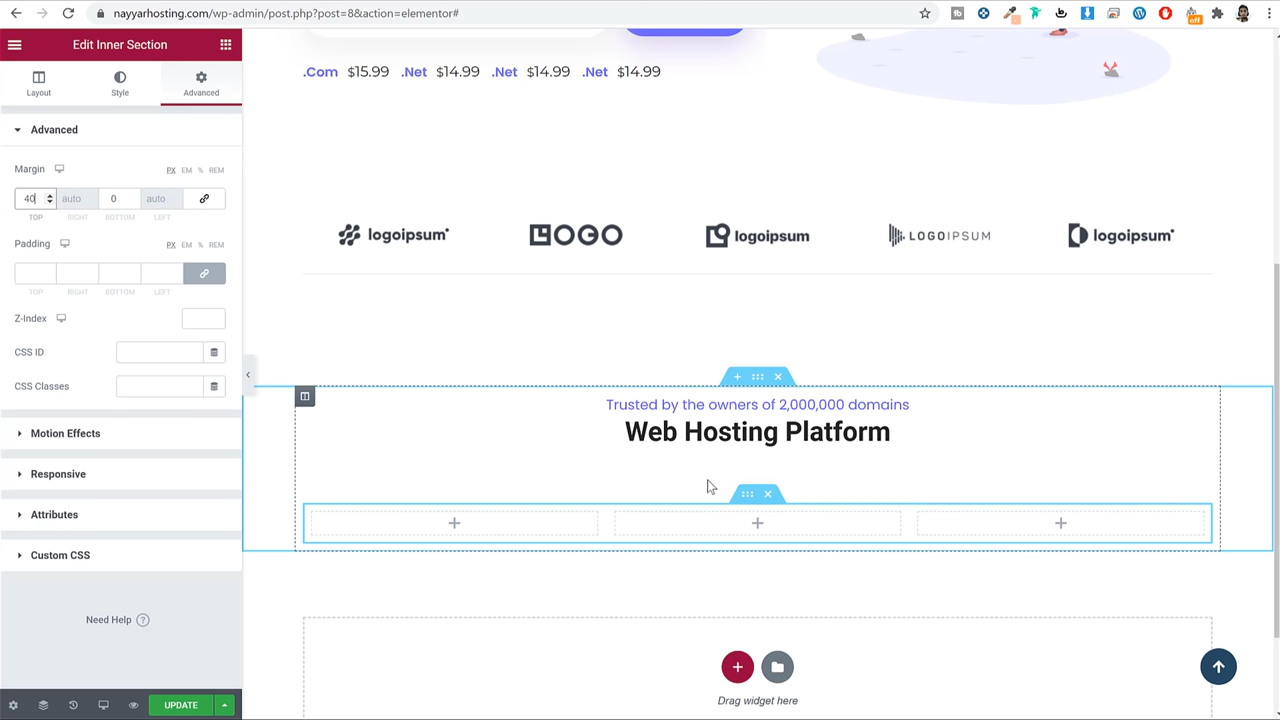 nayyarhosting.com/wp-admin/post.php?post=8&action=elementor#
off
Edit Inner Section
Layout
Style
Advanced
Advanced
Margin
PX EM % REM
40 auto 0 auto
TOP RIGHT BOTTOM LEFT
Padding
PX EM % REM
TOP RIGHT BOTTOM LEFT
Z-Index
CSS ID
CSS Classes
Motion Effects
Responsive
Attributes
Custom CSS
Need Help ?
UPDATE
.Com $15.99 .Net $14.99 .Net $14.99 .Net $14.99
logoipsum
LOGO
logoipsum
LOGOIPSUM
logoipsum
Trusted by the owners of 2,000,000 domains
Web Hosting Platform
Drag widget here